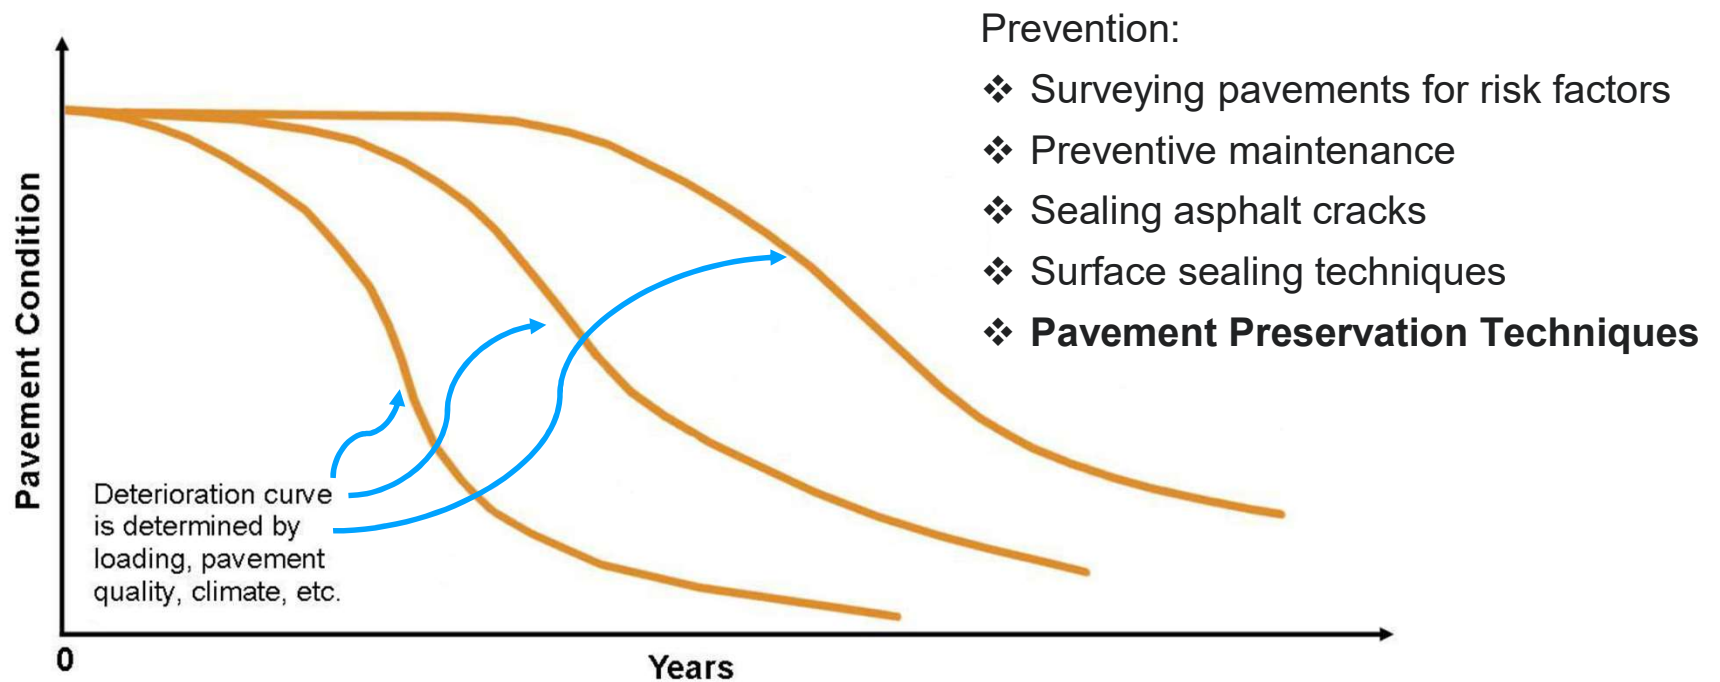 Prevention:
❖ Surveying pavements for risk factors
❖ Preventive maintenance
❖ Sealing asphalt cracks
❖ Surface sealing techniques
❖ Pavement Preservation Techniques
Pavement Condition
Deterioration curve
is determined by
loading, pavement
quality, climate, etc.
0
Years